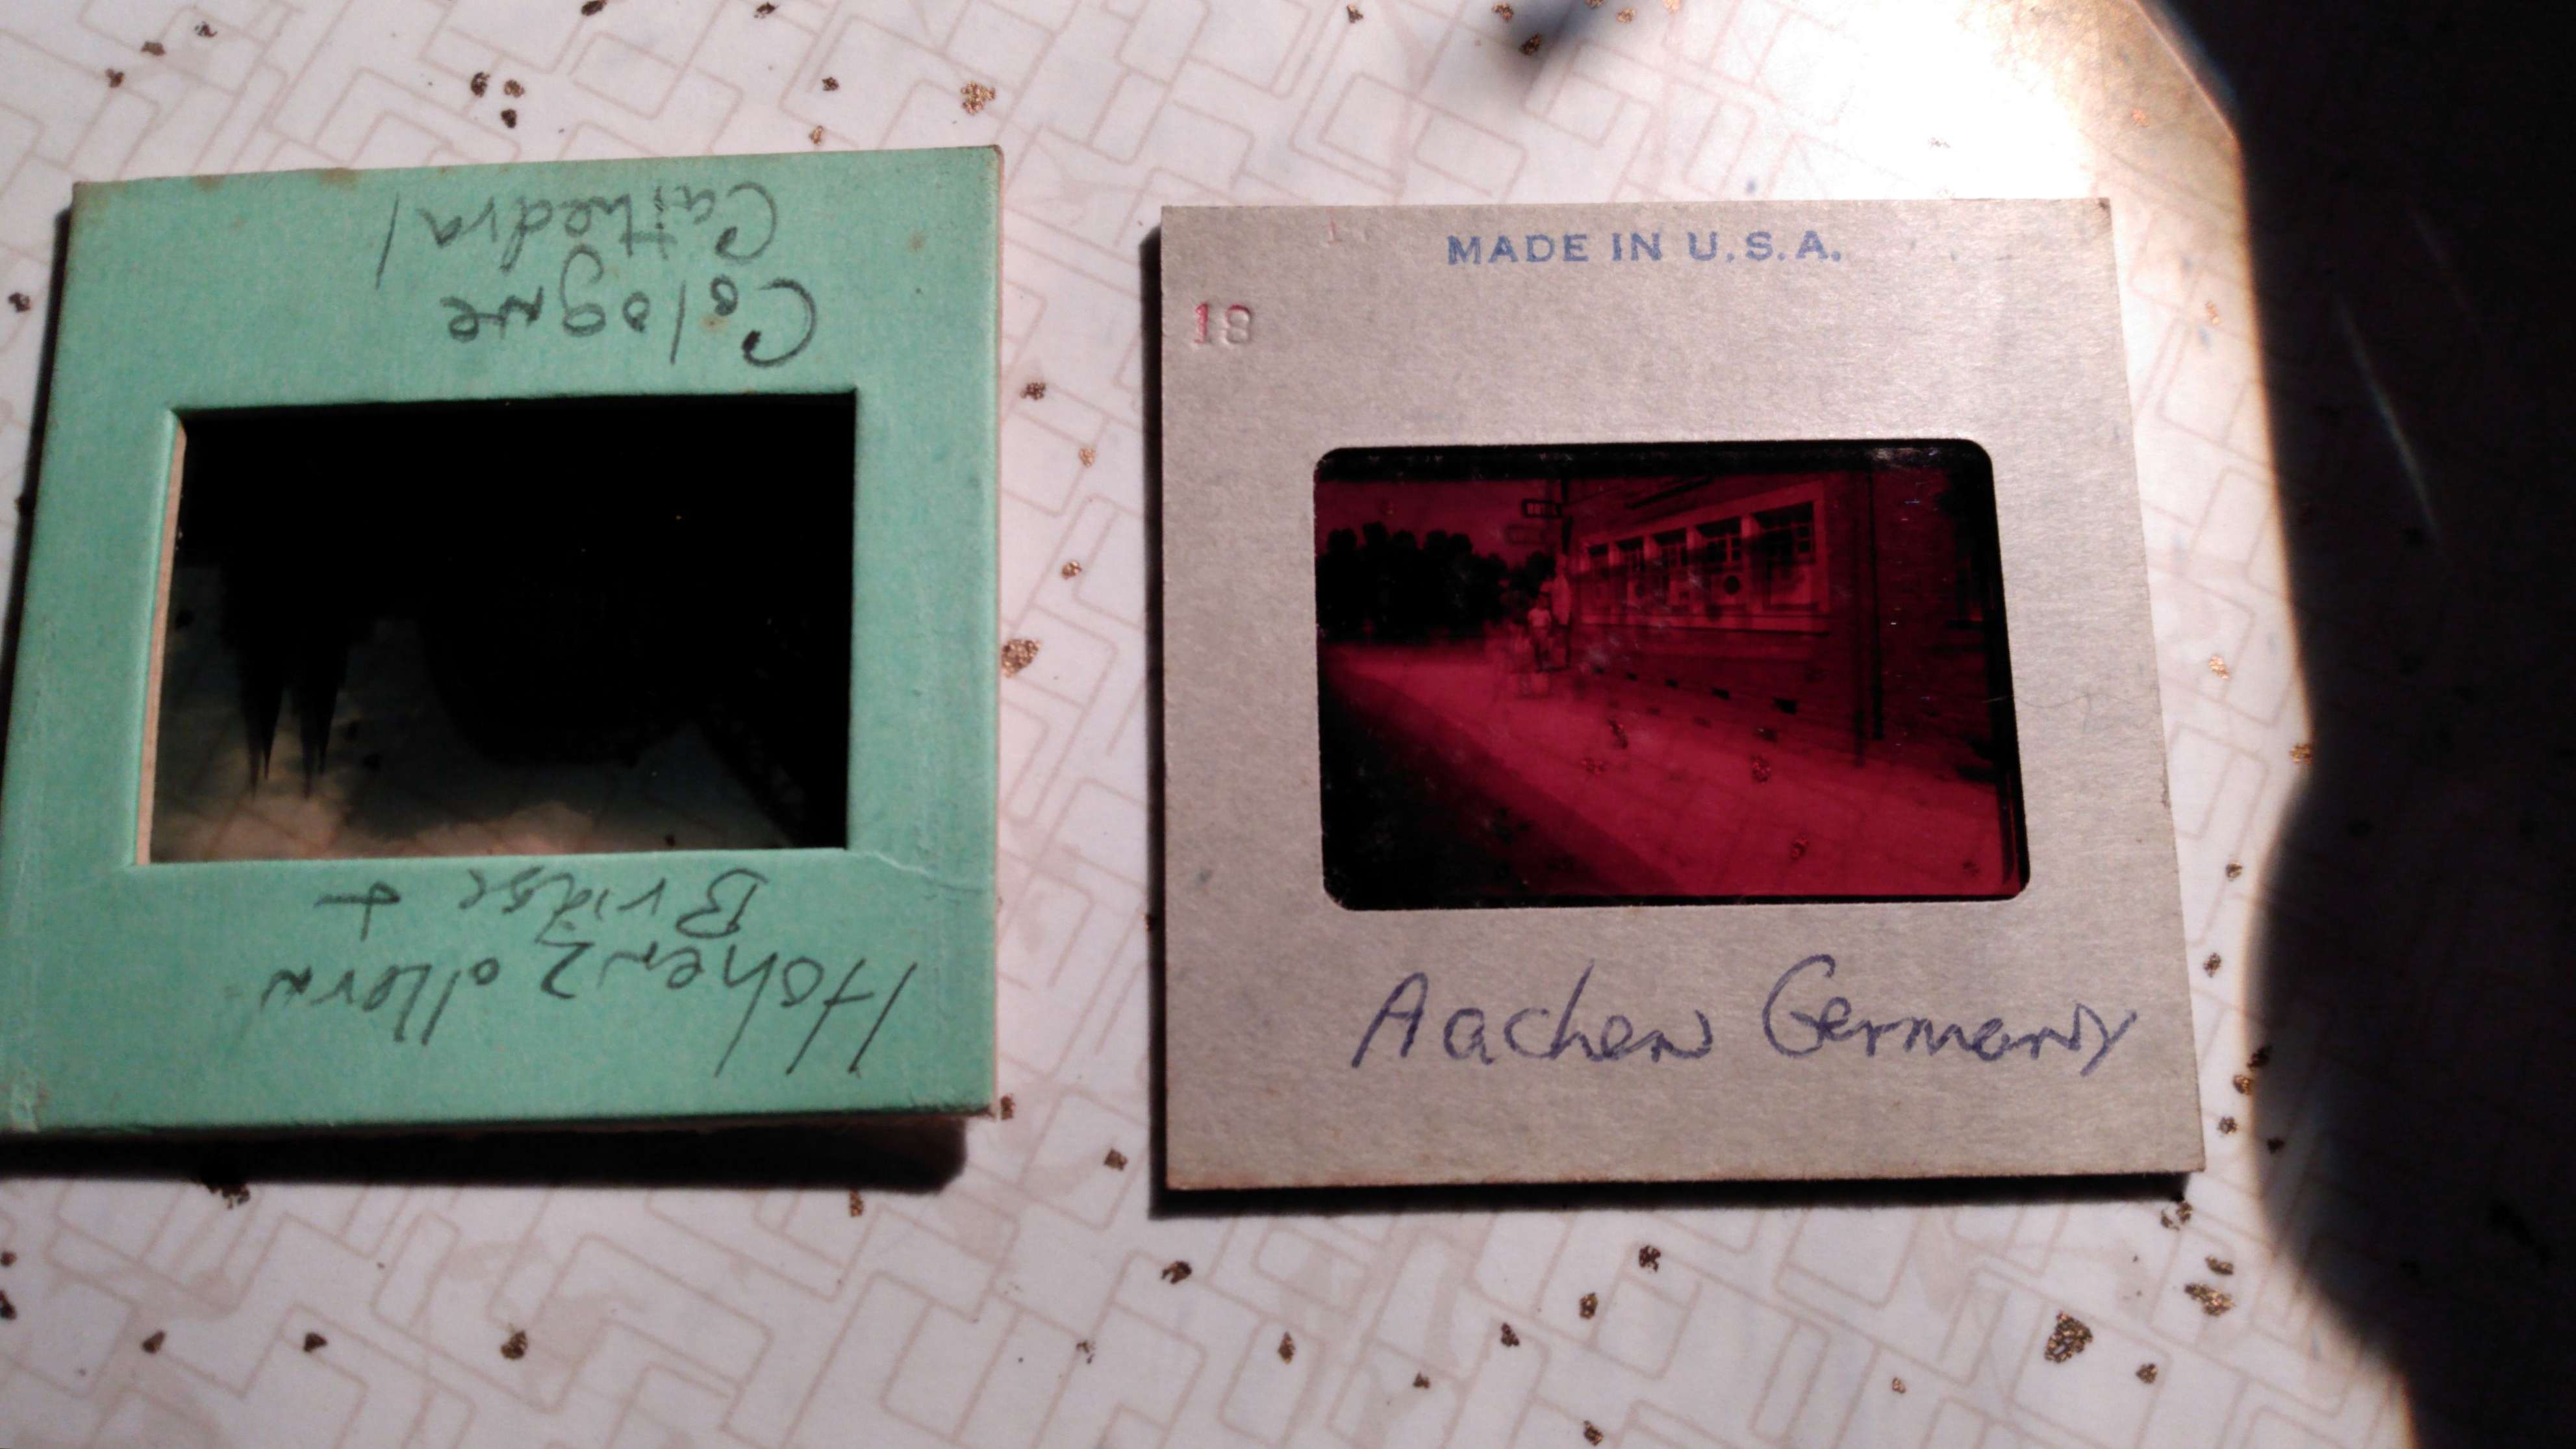 Hohenzollern
Bridge +
Cologne
Cathedral
MADE IN U.S.A.
18
Aachen Germany